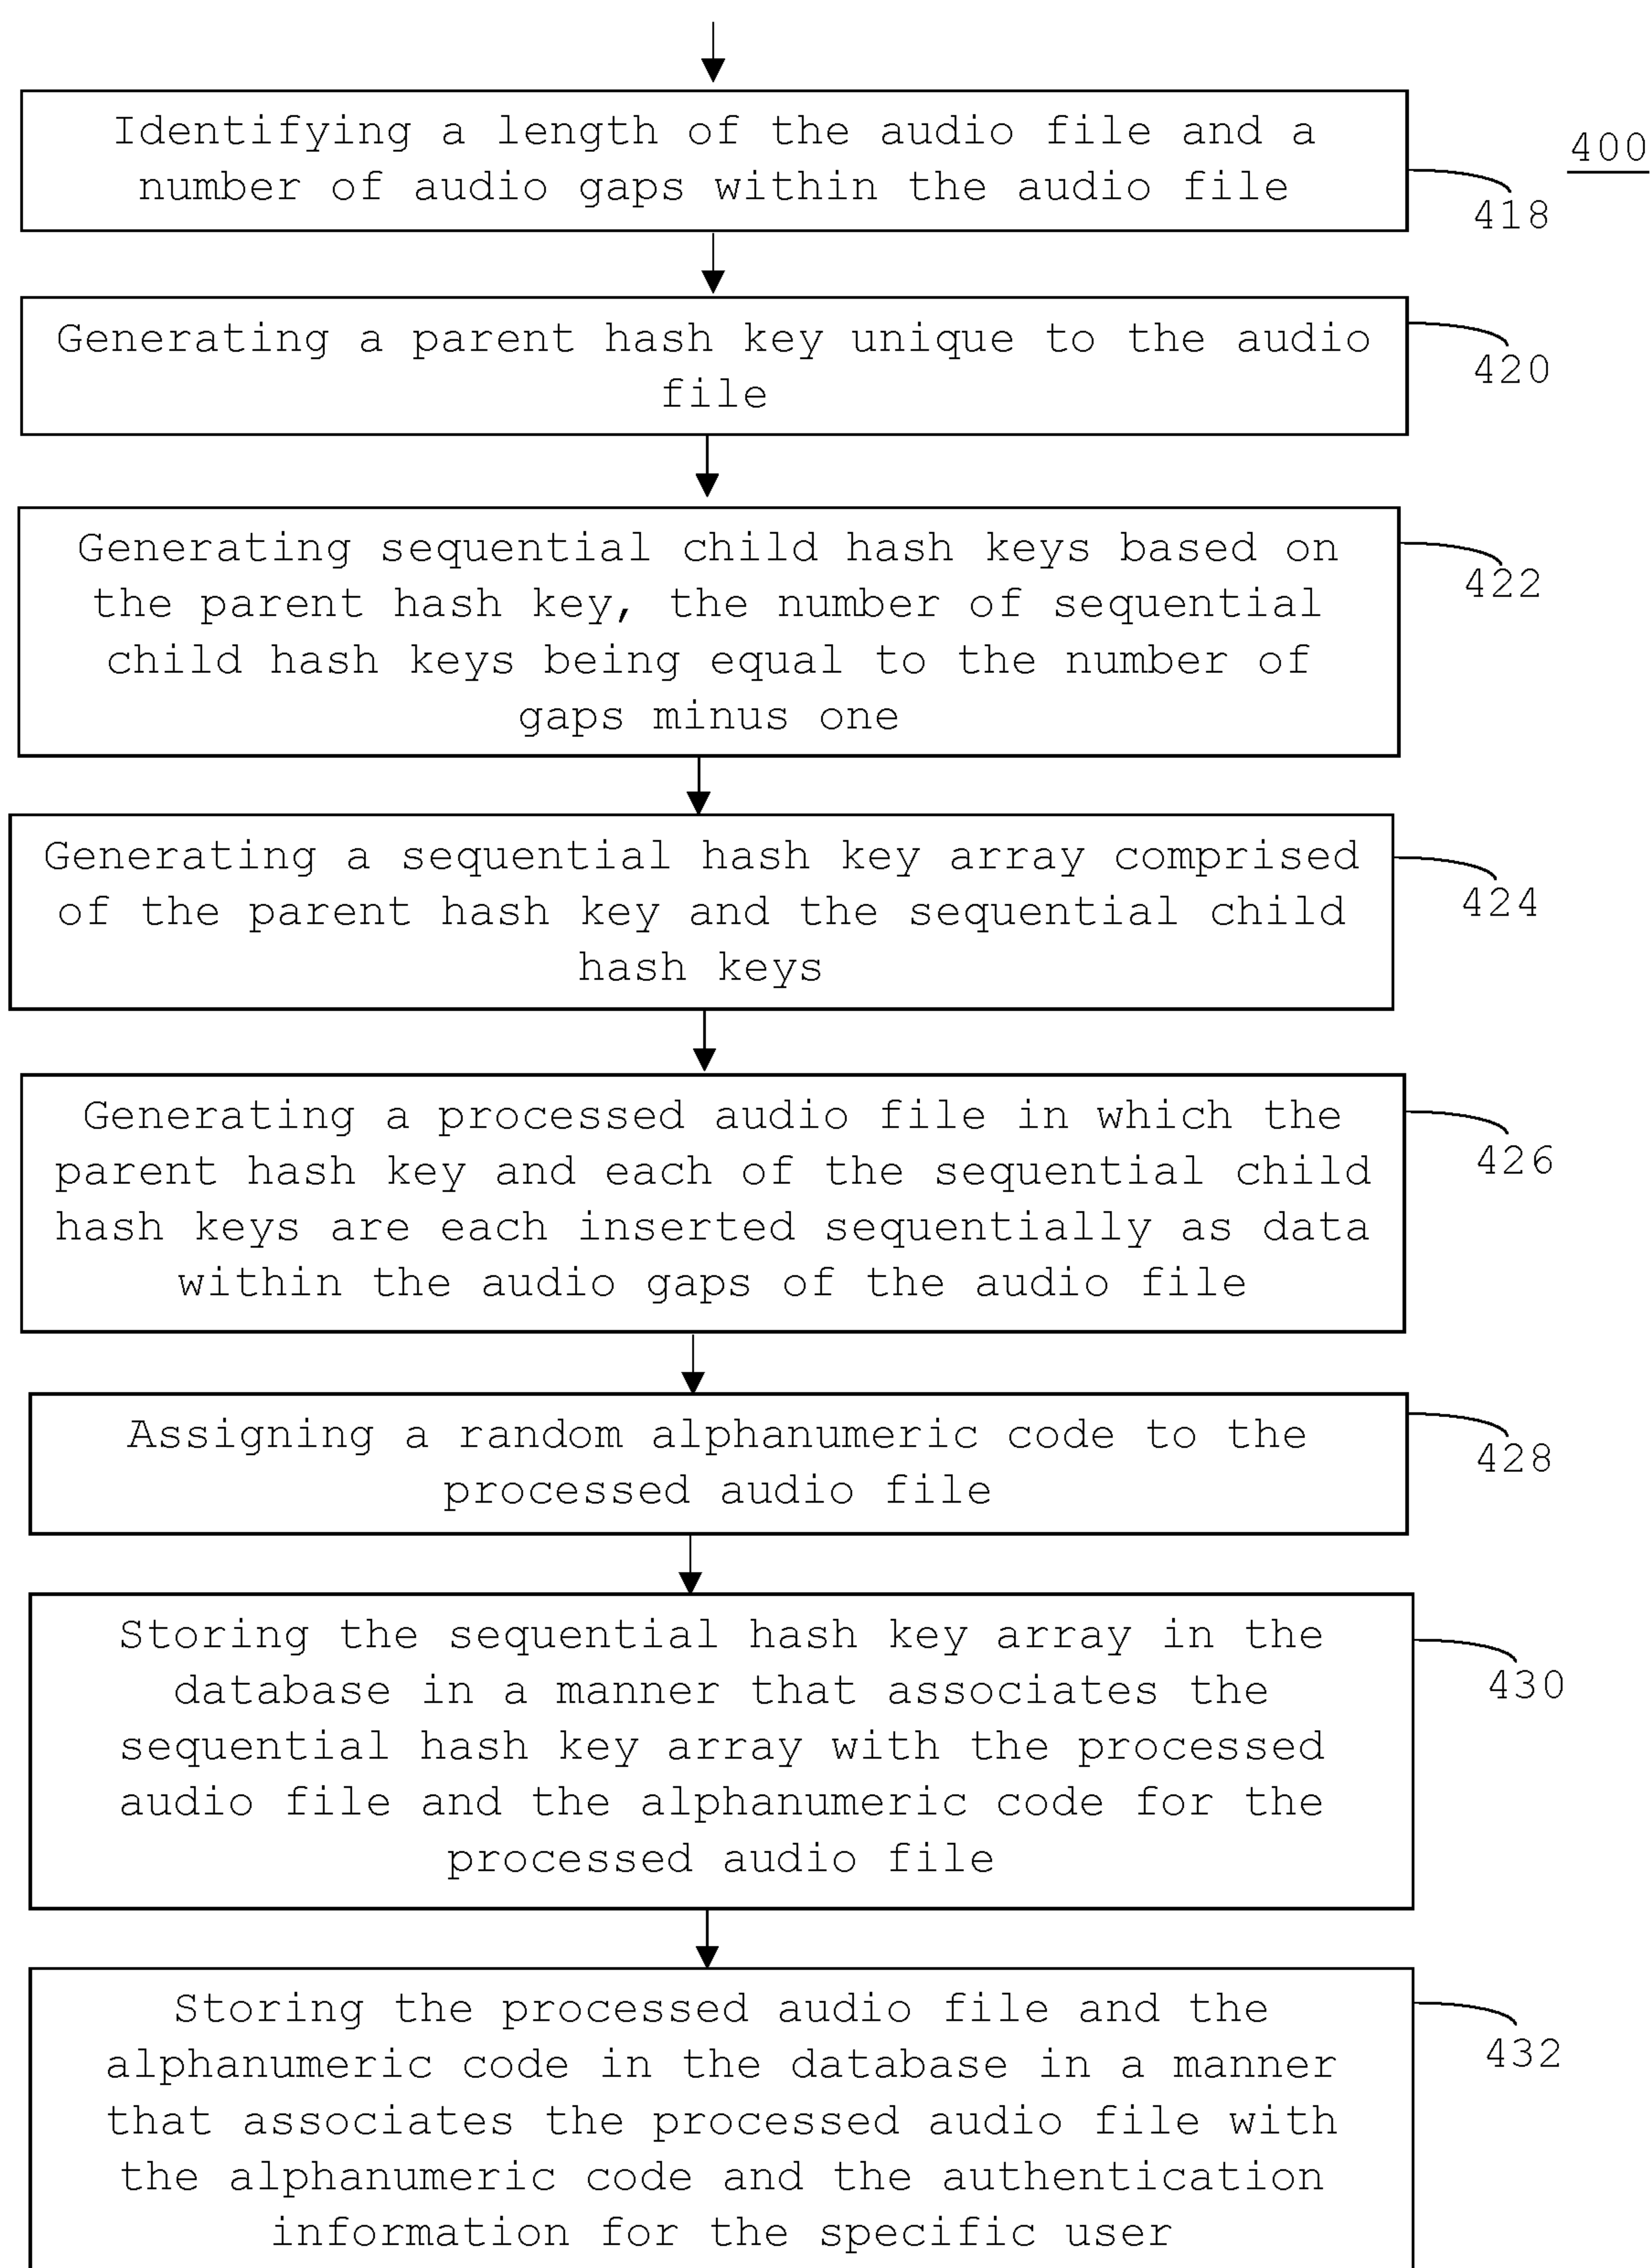 Identifying a length of the audio file and a
number of audio gaps within the audio file
400
418
Generating a parent hash key unique to the audio
file
420
Generating sequential child hash keys based on
the parent hash key, the number of sequential
child hash keys being equal to the number of
gaps minus one
422
Generating a sequential hash key array comprised
of the parent hash key and the sequential child
hash keys
424
Generating a processed audio file in which the
parent hash key and each of the sequential child
hash keys are each inserted sequentially as data
within the audio gaps of the audio file
426
Assigning a random alphanumeric code to the
processed audio file
428
Storing the sequential hash key array in the
database in a manner that associates the
sequential hash key array with the processed
audio file and the alphanumeric code for the
processed audio file
430
Storing the processed audio file and the
alphanumeric code in the database in a manner
that associates the processed audio file with
the alphanumeric code and the authentication
information for the specific user
432